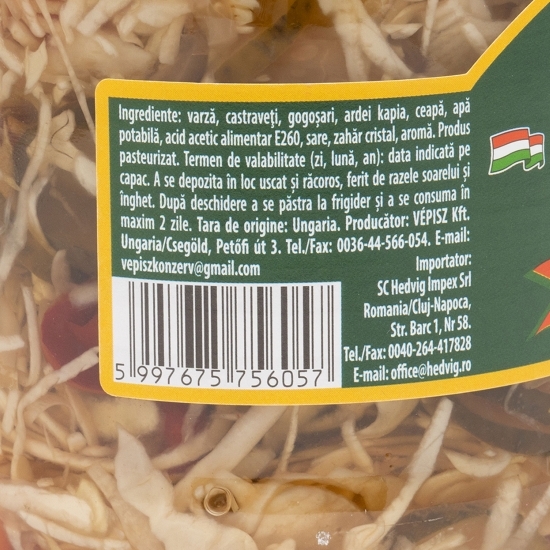 Ingrediente: varză, castraveți, gogoșari, ardei kapia, ceapă, apă
potabilă, acid acetic alimentar E260, sare, zahăr cristal, aromă. Produs
pasteurizat. Termen de valabilitate (zi, lună, an): data indicată pe
capac. A se depozita în loc uscat și răcoros, ferit de razele soarelui și
îngheț. După deschidere a se păstra la frigider și a se consuma în
maxim 2 zile. Tara de origine: Ungaria. Producător: VÉPISZ Kft.
Ungaria/Csegöld, Petőfi út 3. Tel./Fax: 0036-44-566-054. E-mail:
vepiszkonzerv@gmail.com
Importator:
SC Hedvig Impex Srl
Romania/Cluj-Napoca,
Str. Barc 1, Nr 58.
Tel./Fax: 0040-264-417828
E-mail: office@hedvig.ro
5 997675 756057